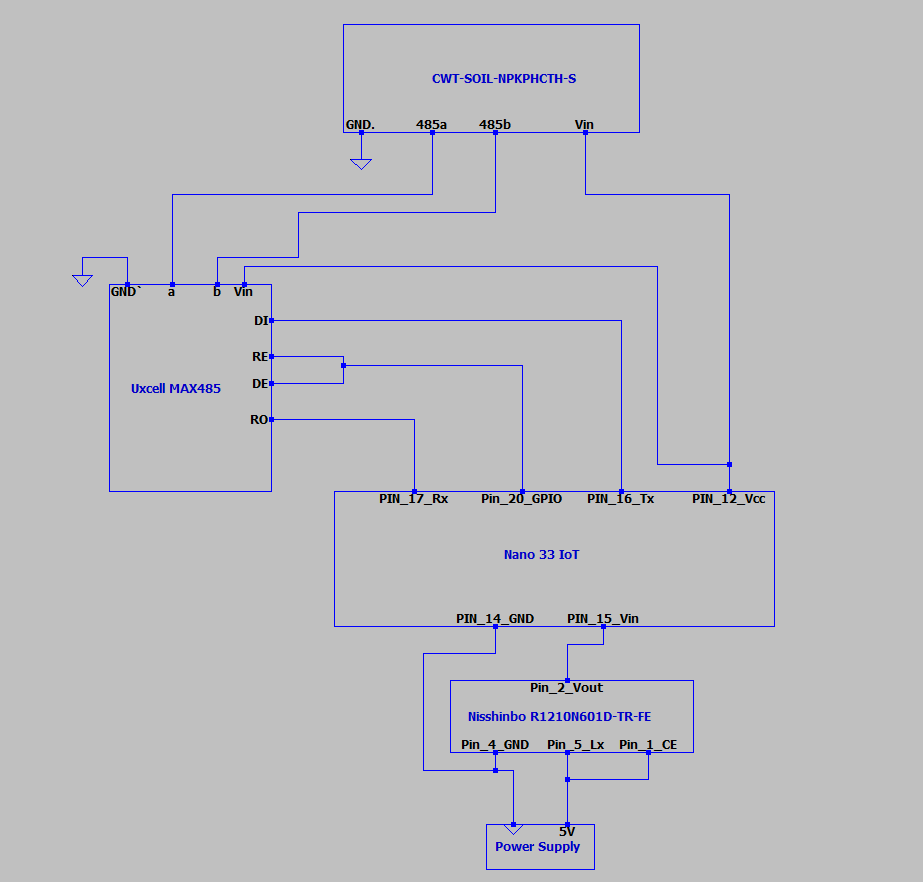 CWT-SOIL-NPKPHCTH-S
GND. 485a 485b Vin
GND` a b Vin
DI
RE
Uxcell MAX485
DE
RO
PIN_17_Rx Pin_20_GPIO PIN_16_Tx PIN_12_Vcc
Nano 33 IoT
PIN_14_GND PIN_15_Vin
Pin_2_Vout
Nisshinbo R1210N601D-TR-FE
Pin_4_GND Pin_5_Lx Pin_1_CE
5V
Power Supply